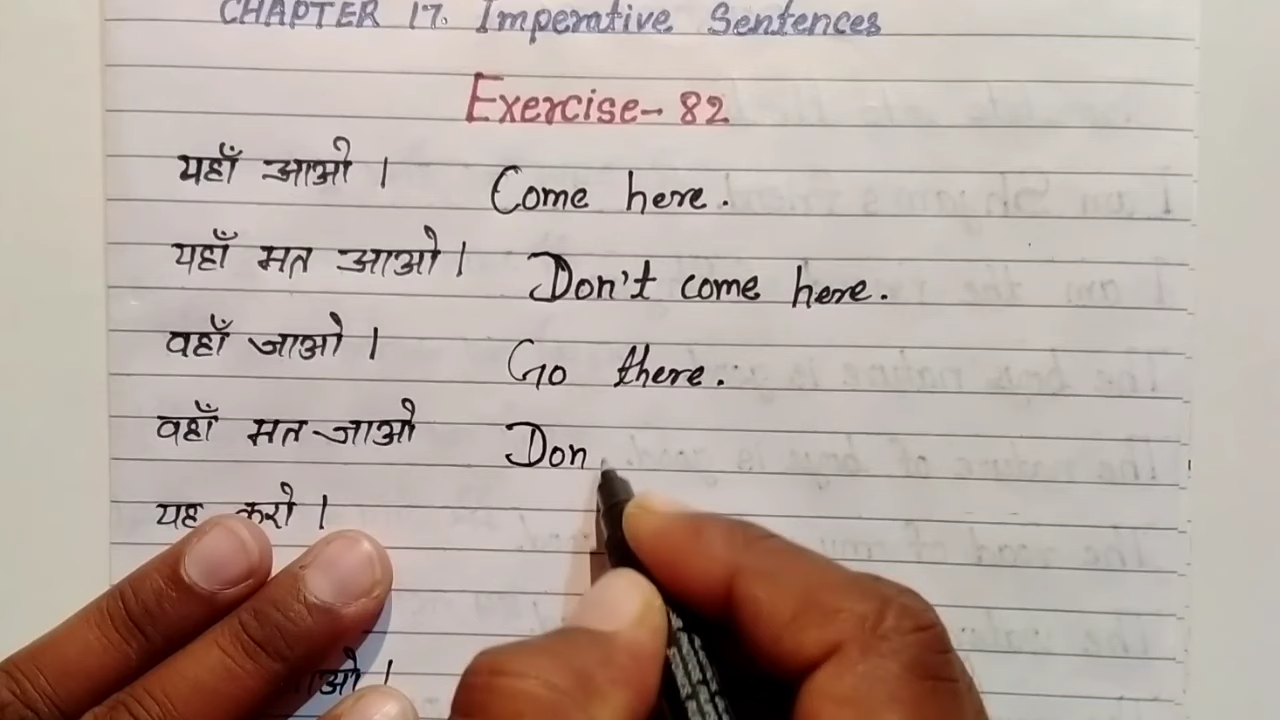 CHAPTER 17. Imperative Sentences
Exercise- 82
यहाँ आओ । Come here.
यहाँ मत आओ । Don't come here.
वहाँ जाओ । Go there.
वहाँ मत जाओ Don
यह करो ।